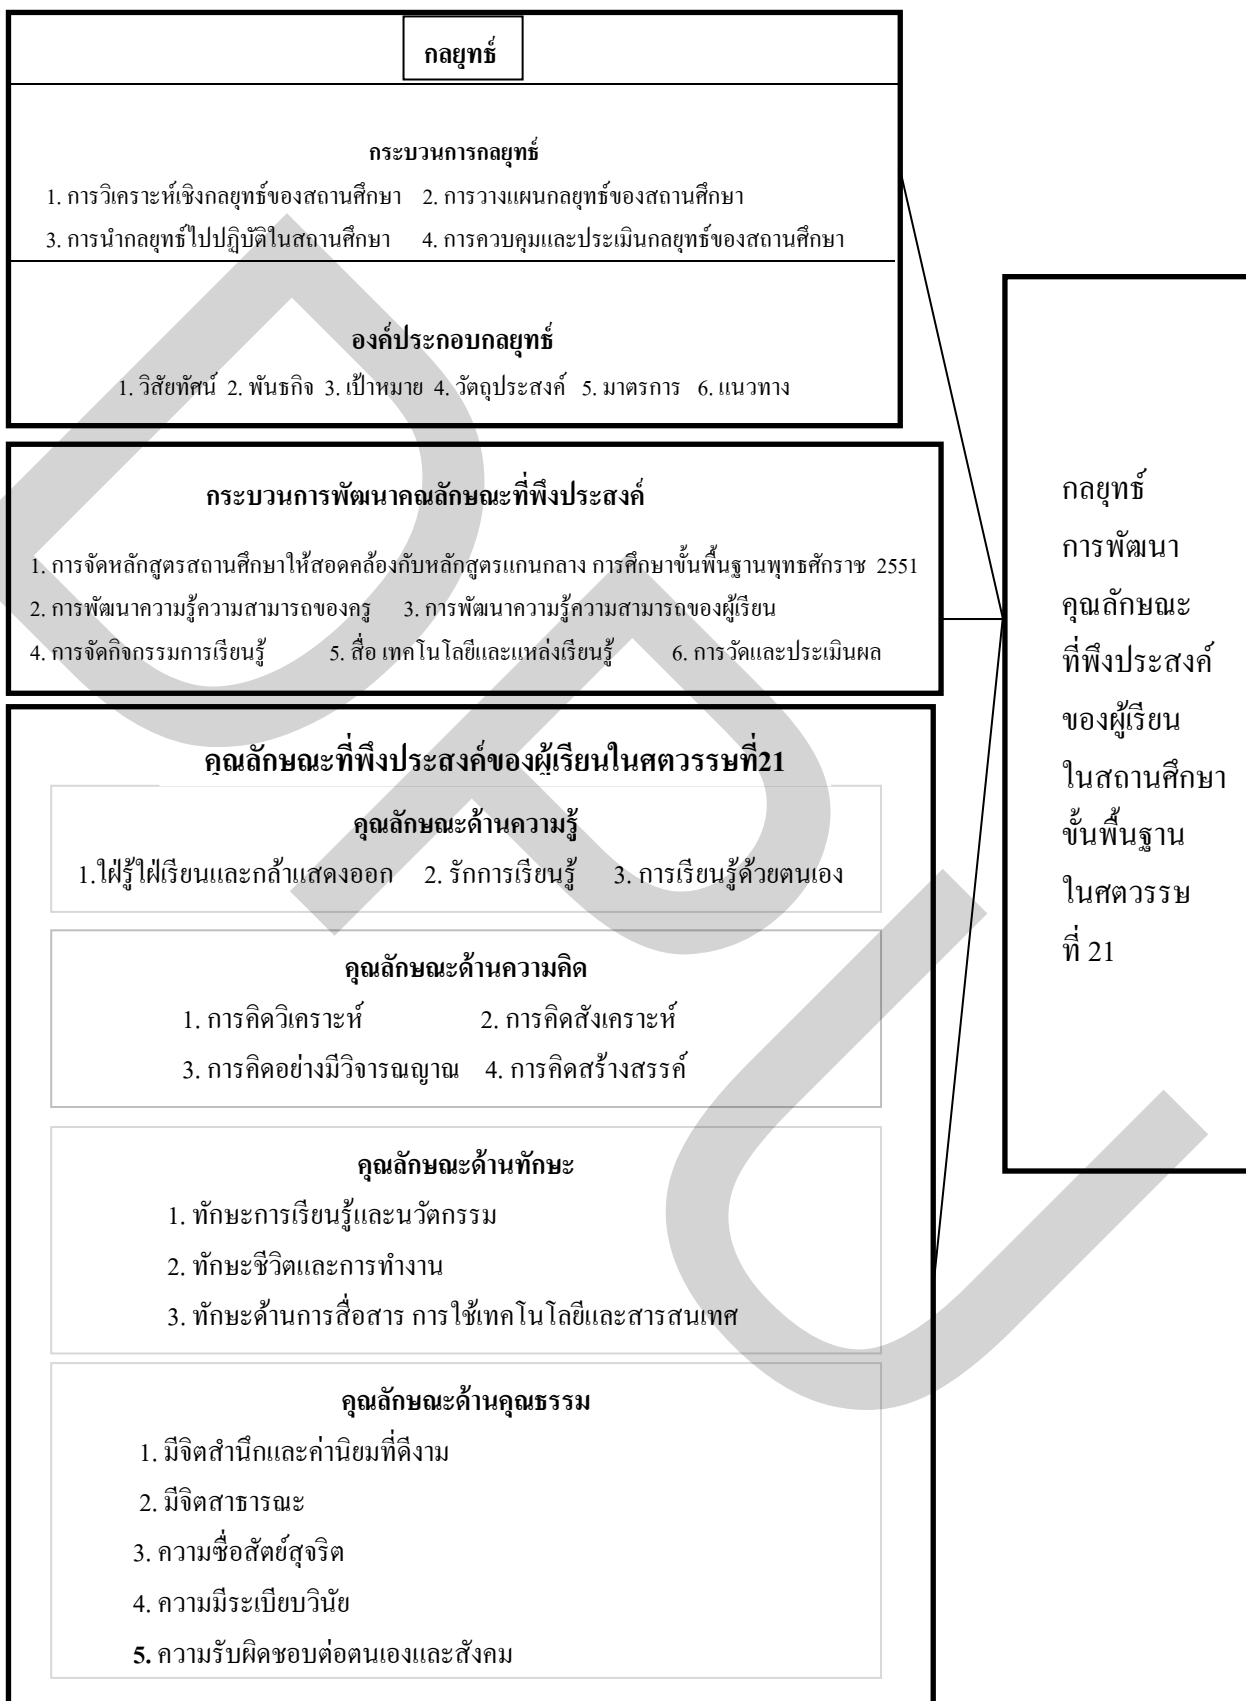 กลยุทธ์
กระบวนการกลยุทธ์
1. การวิเคราะห์เชิงกลยุทธ์ของสถานศึกษา 2. การวางแผนกลยุทธ์ของสถานศึกษา
3. การนำกลยุทธ์ไปปฏิบัติในสถานศึกษา 4. การควบคุมและประเมินกลยุทธ์ของสถานศึกษา
องค์ประกอบกลยุทธ์
1. วิสัยทัศน์ 2. พันธกิจ 3. เป้าหมาย 4. วัตถุประสงค์ 5. มาตรการ 6. แนวทาง
กระบวนการพัฒนาคณลักษณะที่พึงประสงค์
1. การจัดหลักสูตรสถานศึกษาให้สอดคล้องกับหลักสูตรแกนกลาง การศึกษาขั้นพื้นฐานพุทธศักราช 2551
2. การพัฒนาความรู้ความสามารถของครู 3. การพัฒนาความรู้ความสามารถของผู้เรียน
4. การจัดกิจกรรมการเรียนรู้ 5. สื่อ เทคโนโลยีและแหล่งเรียนรู้ 6. การวัดและประเมินผล
คุณลักษณะที่พึงประสงค์ของผู้เรียนในศตวรรษที่21
คุณลักษณะด้านความรู้
1.ใฝ่รู้ใฝ่เรียนและกล้าแสดงออก 2. รักการเรียนรู้ 3. การเรียนรู้ด้วยตนเอง
คุณลักษณะด้านความคิด
1. การคิดวิเคราะห์ 2. การคิดสังเคราะห์
3. การคิดอย่างมีวิจารณญาณ 4. การคิดสร้างสรรค์
คุณลักษณะด้านทักษะ
1. ทักษะการเรียนรู้และนวัตกรรม
2. ทักษะชีวิตและการทำงาน
3. ทักษะด้านการสื่อสาร การใช้เทคโนโลยีและสารสนเทศ
คุณลักษณะด้านคุณธรรม
1. มีจิตสำนึกและค่านิยมที่ดีงาม
2. มีจิตสาธารณะ
3. ความซื่อสัตย์สุจริต
4. ความมีระเบียบวินัย
5. ความรับผิดชอบต่อตนเองและสังคม
กลยุทธ์
การพัฒนา
คุณลักษณะ
ที่พึงประสงค์
ของผู้เรียน
ในสถานศึกษา
ขั้นพื้นฐาน
ในศตวรรษ
ที่ 21
DPU